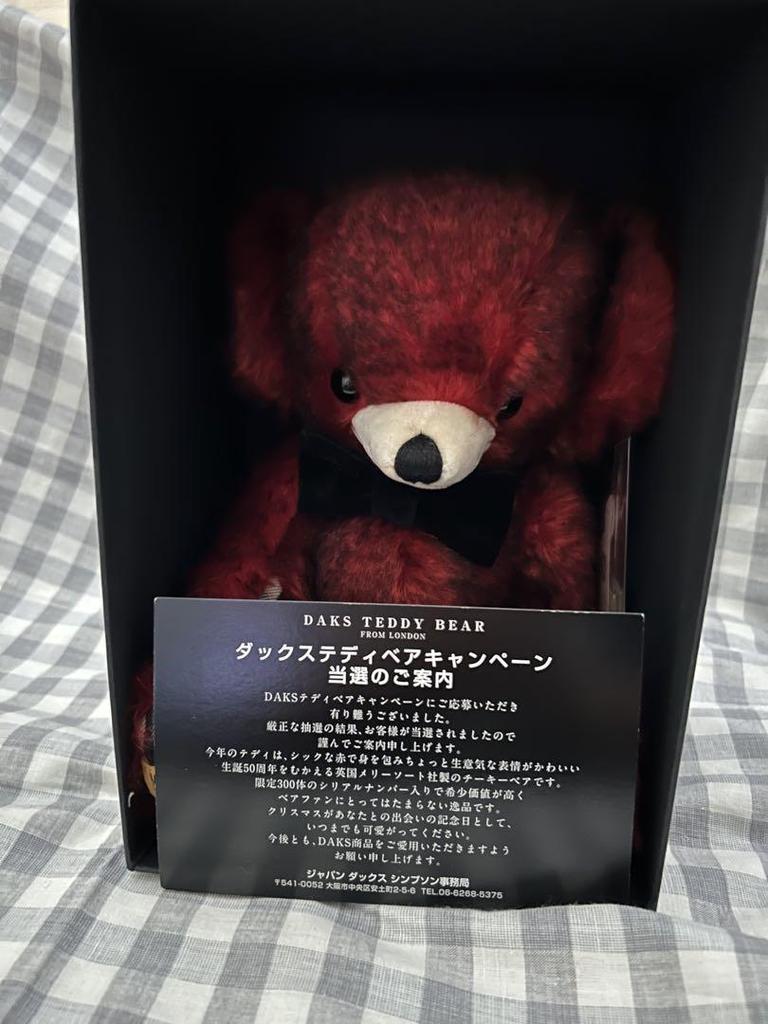 DAKS TEDDY BEAR
FROM LONDON
ダックステディベアキャンペーン
当選のご案内
DAKSテディベアキャンペーンにご応募いただき
有り難うございました。
厳正な抽選の結果、お客様が当選されましたので
謹んでご案内申し上げます。
今年のテディは、シックな赤で身を包みちょっと生意気な表情がかわいい
生誕50周年をむかえる英国メリーソート社製のチーキーベアです。
限定300体のシリアルナンバー入りで希少価値が高く
ベアファンにとってはたまらない逸品です。
クリスマスがあなたとの出会いの記念日として、
いつまでも可愛がってください。
今後とも、DAKS商品をご愛用いただきますよう
お願い申し上げます。
ジャパン ダックス シンプソン事務局
〒541-0052 大阪市中央区安土町2-5-6 TEL.06-6268-5375